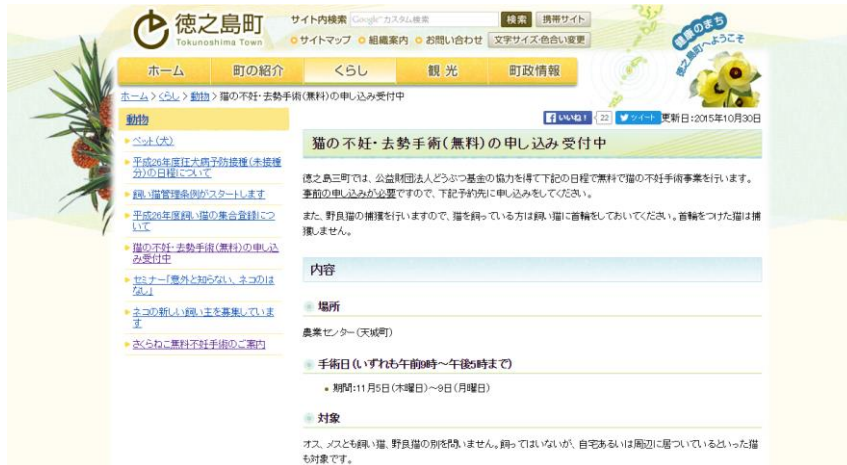 徳之島町
Tokunoshima Town
サイト内検索 Google カスタム検索 検索 携帯サイト
サイトマップ 組織案内 お問い合わせ 文字サイズ・色合い変更
健康のまち
徳之島町へようこそ
ホーム 町の紹介 くらし 観光 町政情報
ホーム > くらし > 動物 > 猫の不妊・去勢手術(無料)の申し込み受付中
いいね! 22 ツイート 更新日:2015年10月30日
動物
ペット(犬)
平成26年度狂犬病予防接種(未接種
分)の日程について
飼い猫管理条例がスタートします
平成26年度飼い猫の集合登録につ
いて
猫の不妊・去勢手術(無料)の申し込
み受付中
セミナー「意外と知らない、ネコのは
なし」
ネコの新しい飼い主を募集していま
す
さくらねこ無料不妊手術のご案内
猫の不妊・去勢手術(無料)の申し込み受付中
徳之島三町では、公益財団法人どうぶつ基金の協力を得て下記の日程で無料で猫の不妊手術事業を行います。
事前の申し込みが必要ですので、下記予約先に申し込みをしてください。
また、野良猫の捕獲を行いますので、猫を飼っている方は飼い猫に首輪をしておいてください。首輪をつけた猫は捕
獲しません。
内容
場所
農業センター(天城町)
手術日(いずれも午前9時～午後5時まで)
期間:11月5日(木曜日)～9日(月曜日)
対象
オス、メスとも飼い猫、野良猫の別を問いません。飼ってはいないが、自宅あるいは周辺に居ついているといった猫
も対象です。